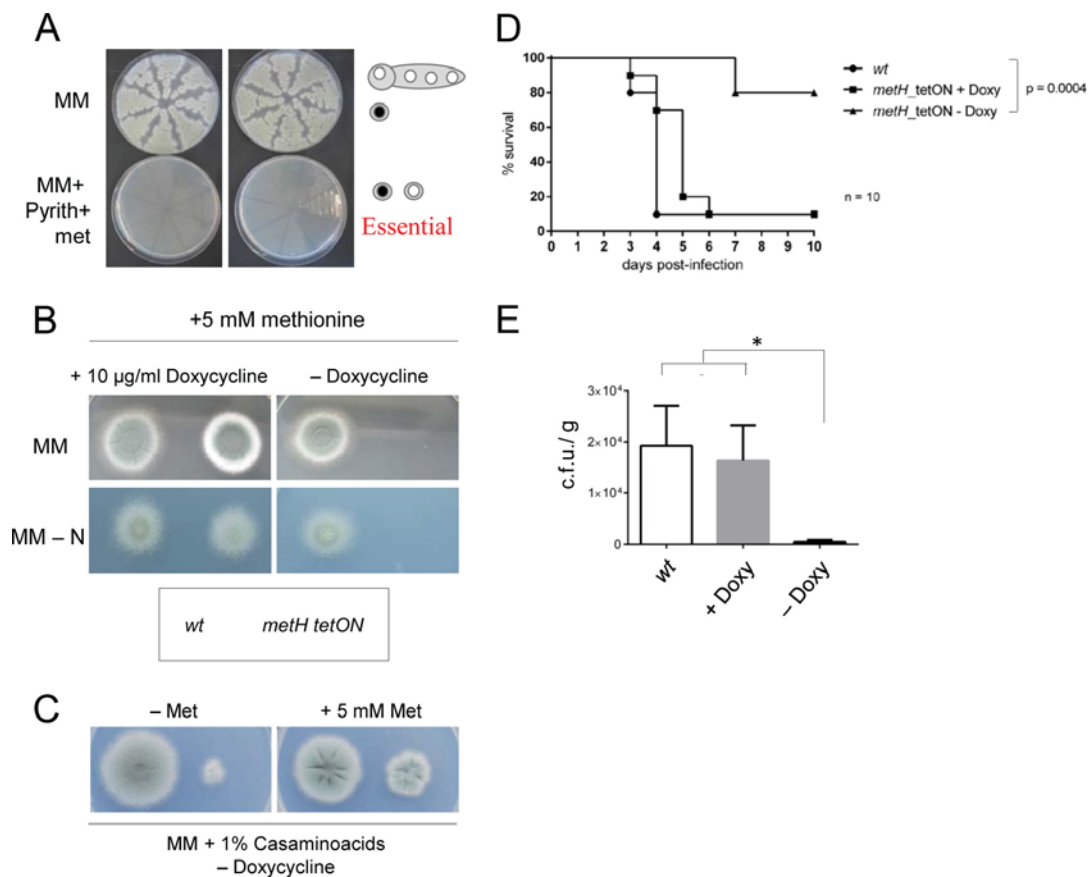 A
MM
MM+
Pyrith+
met
Essential
B
+5 mM methionine
+ 10 µg/ml Doxycycline
– Doxycycline
MM
MM – N
wt
metH tetON
C
– Met
+ 5 mM Met
MM + 1% Casaminoacids
– Doxycycline
D
% survival
100
80
60
40
20
0
0 1 2 3 4 5 6 7 8 9 10
days post-infection
wt
metH_tetON + Doxy
metH_tetON - Doxy
p = 0.0004
n = 10
E
*
c.f.u./ g
3×10⁴
2×10⁴
1×10⁴
0
wt
+ Doxy
– Doxy